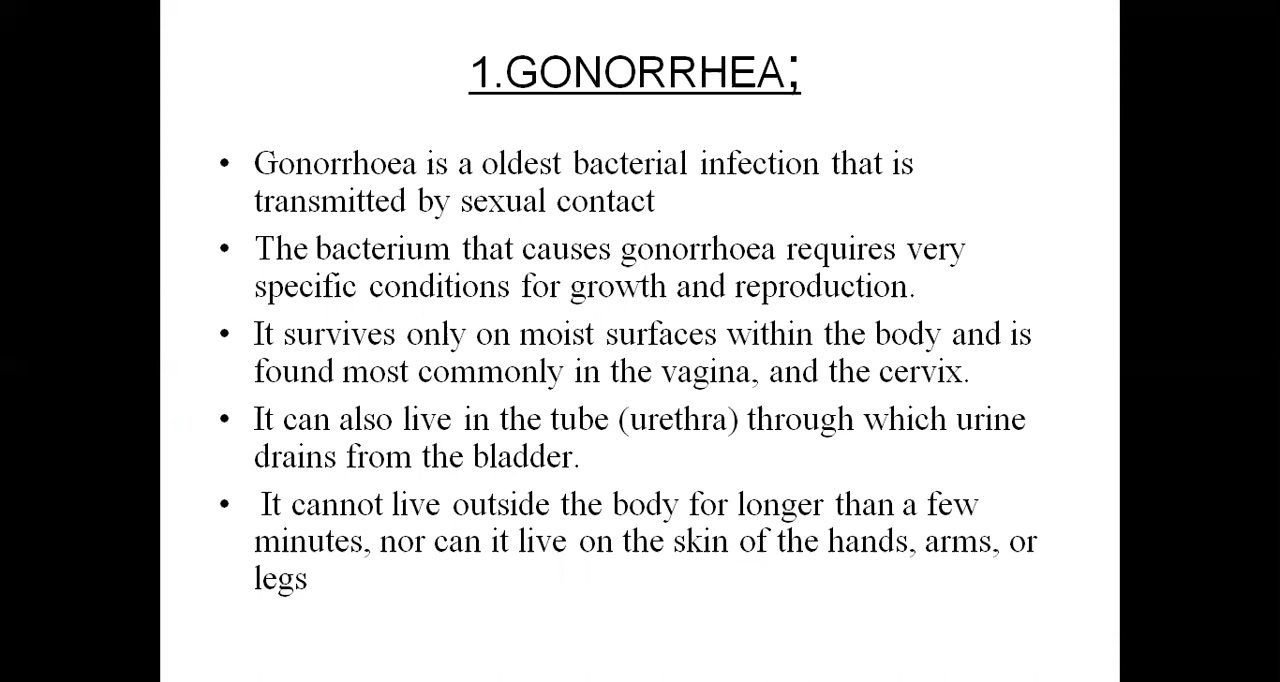 1.GONORRHEA;
• Gonorrhoea is a oldest bacterial infection that is
transmitted by sexual contact
• The bacterium that causes gonorrhoea requires very
specific conditions for growth and reproduction.
• It survives only on moist surfaces within the body and is
found most commonly in the vagina, and the cervix.
• It can also live in the tube (urethra) through which urine
drains from the bladder.
• It cannot live outside the body for longer than a few
minutes, nor can it live on the skin of the hands, arms, or
legs